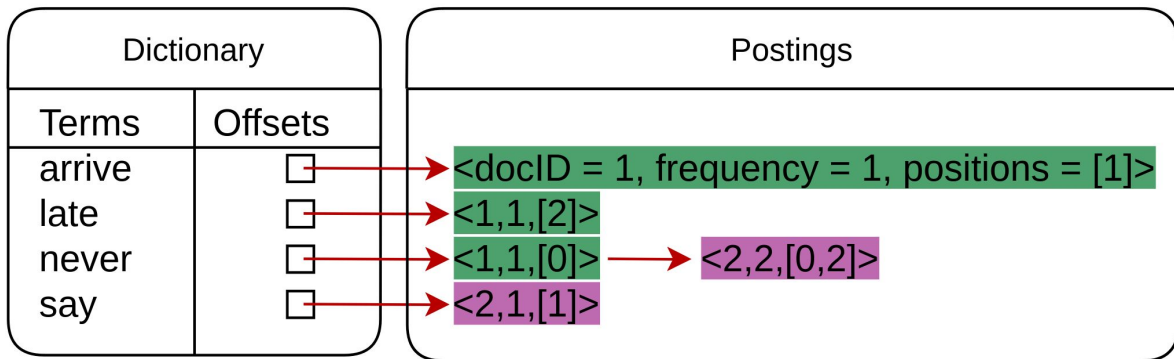 Dictionary
Postings
Terms Offsets
arrive <docID = 1, frequency = 1, positions = [1]>
late <1,1,[2]>
never <1,1,[0]> <2,2,[0,2]>
say <2,1,[1]>